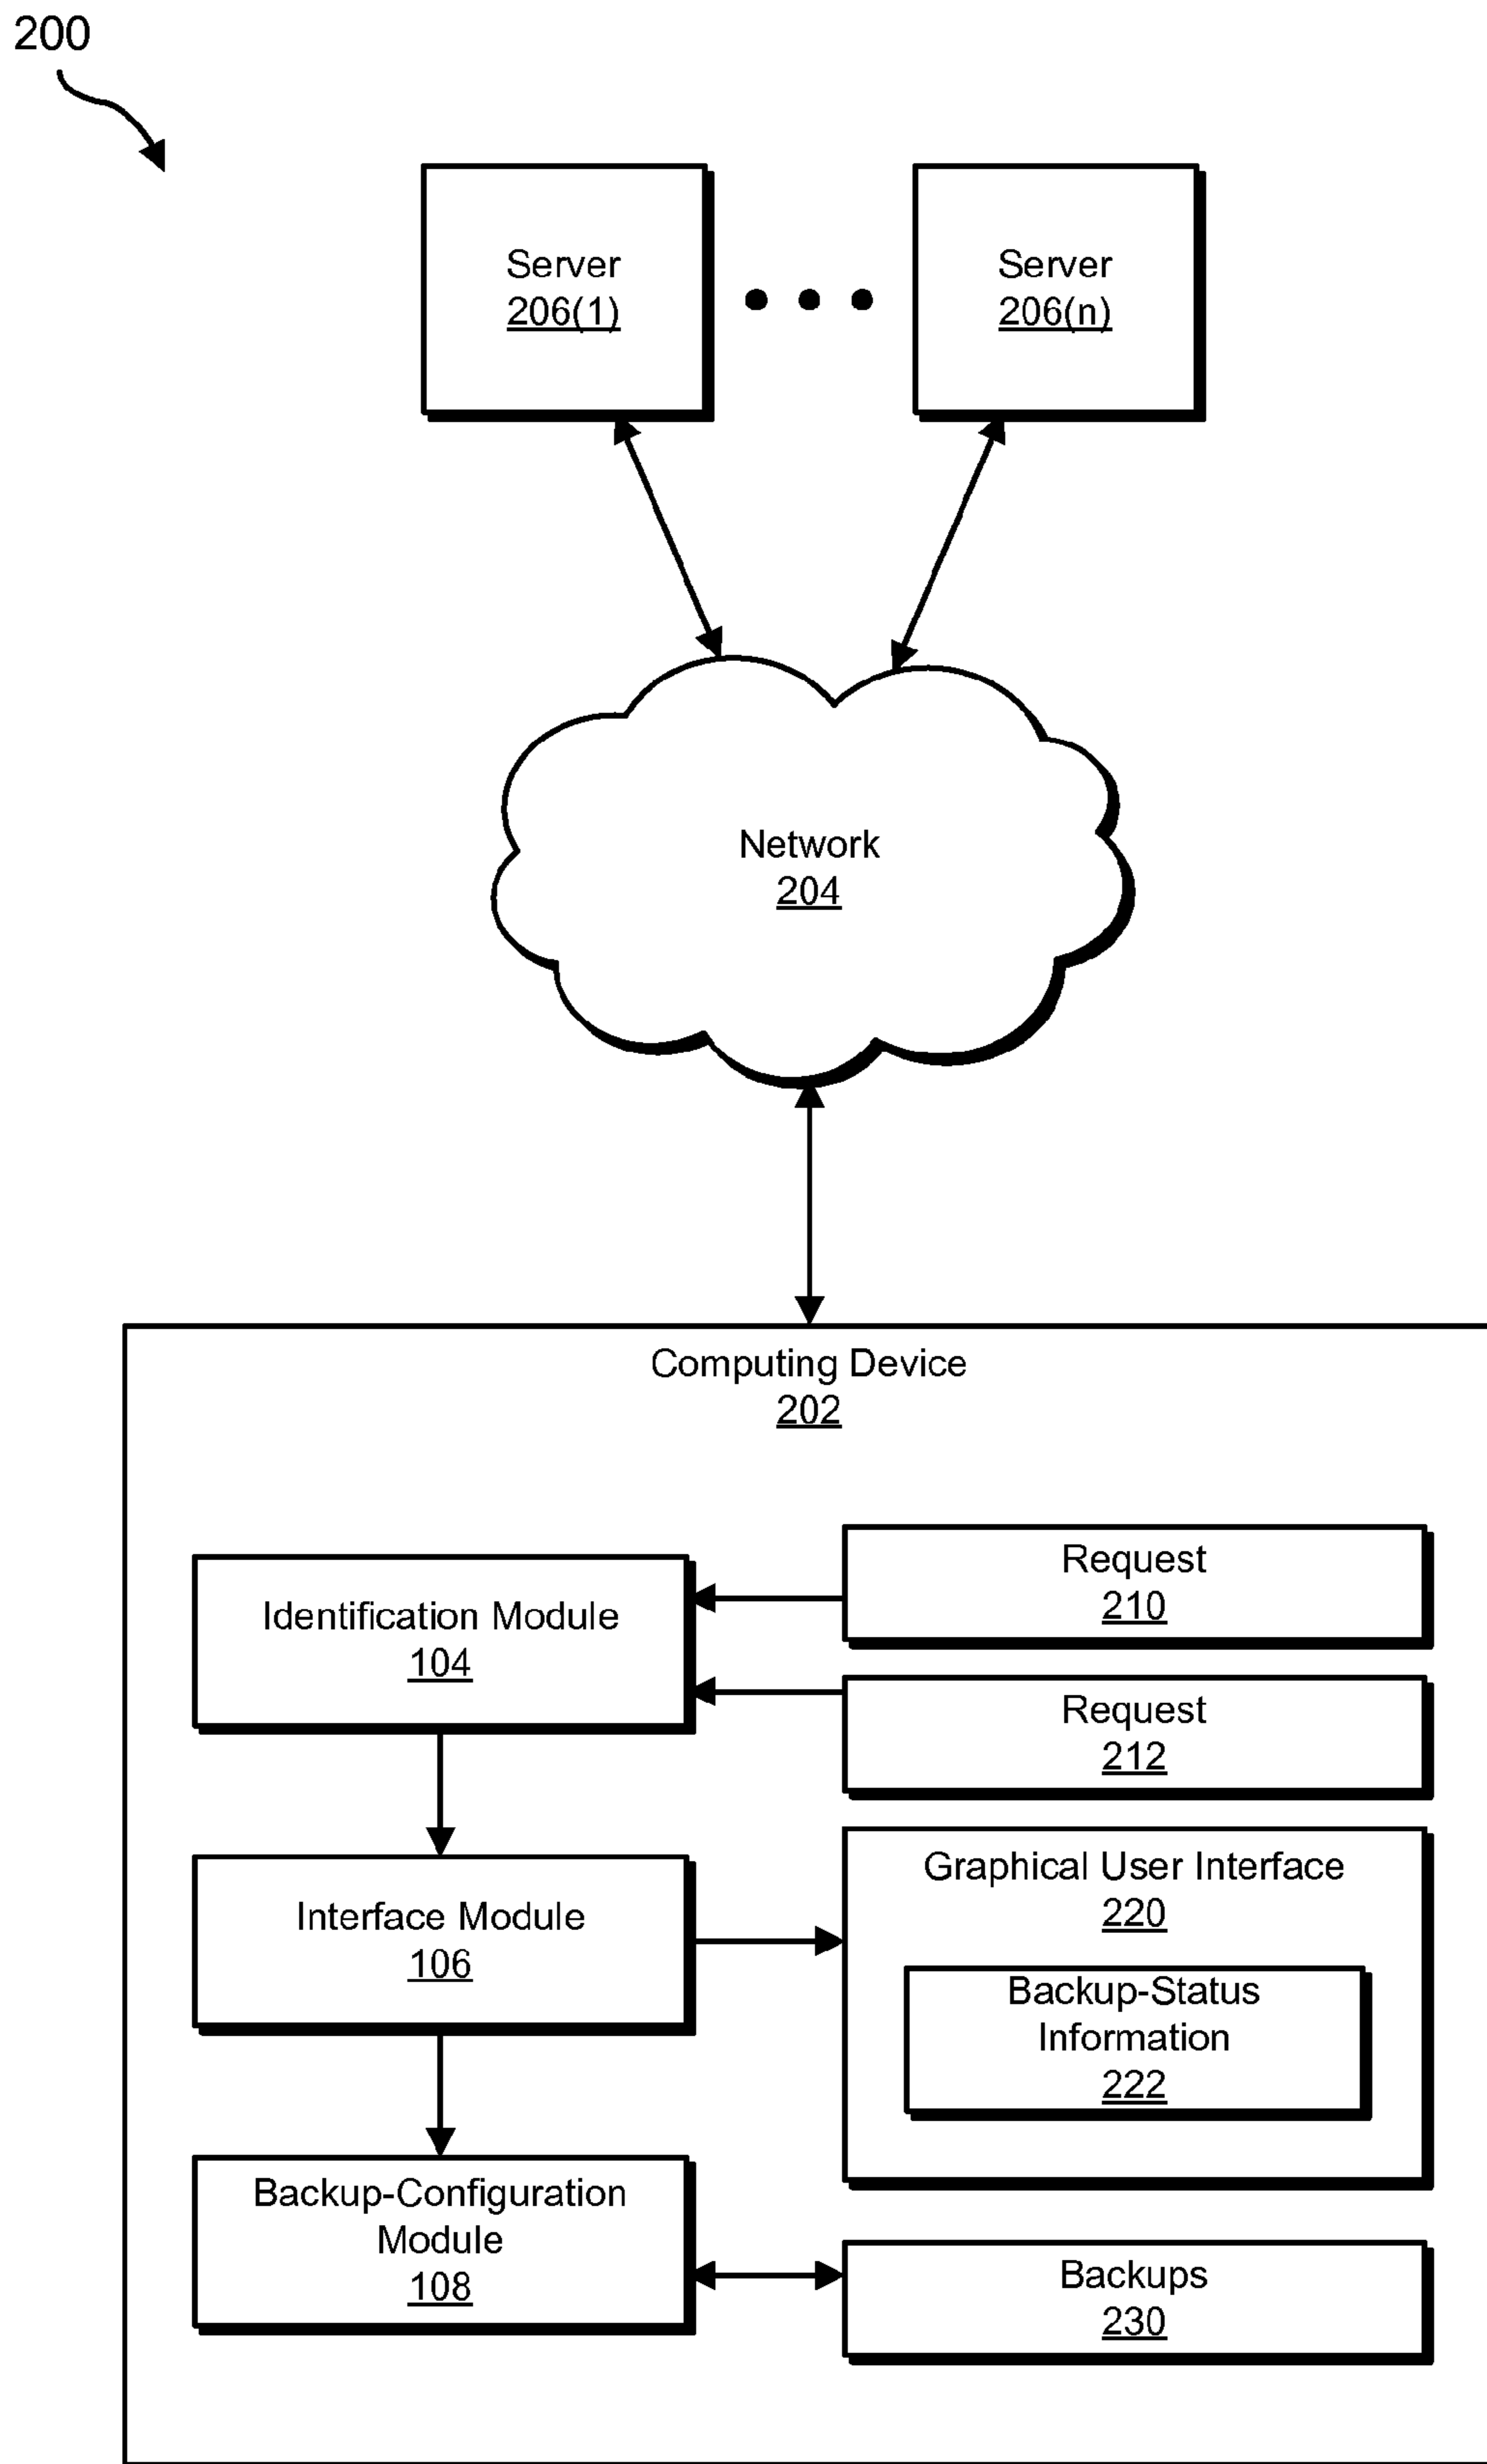 200
Server
206(1)
Server
206(n)
Network
204
Computing Device
202
Identification Module
104
Request
210
Request
212
Interface Module
106
Graphical User Interface
220
Backup-Status
Information
222
Backup-Configuration
Module
108
Backups
230